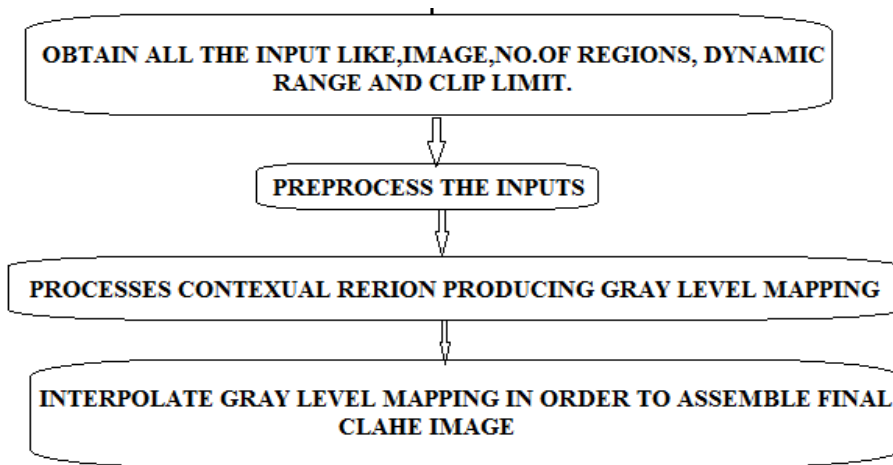 OBTAIN ALL THE INPUT LIKE,IMAGE,NO.OF REGIONS, DYNAMIC
RANGE AND CLIP LIMIT.
PREPROCESS THE INPUTS
PROCESSES CONTEXUAL RERION PRODUCING GRAY LEVEL MAPPING
INTERPOLATE GRAY LEVEL MAPPING IN ORDER TO ASSEMBLE FINAL
CLAHE IMAGE